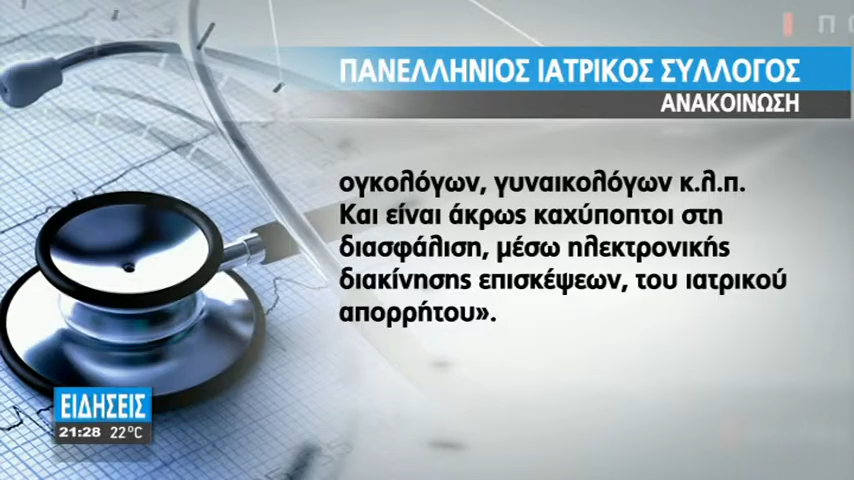 ΠΑΝΕΛΛΗΝΙΟΣ ΙΑΤΡΙΚΟΣ ΣΥΛΛΟΓΟΣ
ΑΝΑΚΟΙΝΩΣΗ
ογκολόγων, γυναικολόγων κ.λ.π.
Και είναι άκρως καχύποπτοι στη
διασφάλιση, μέσω ηλεκτρονικής
διακίνησης επισκέψεων, του ιατρικού
απορρήτου».
ΕΙΔΗΣΕΙΣ
21:28 22°C